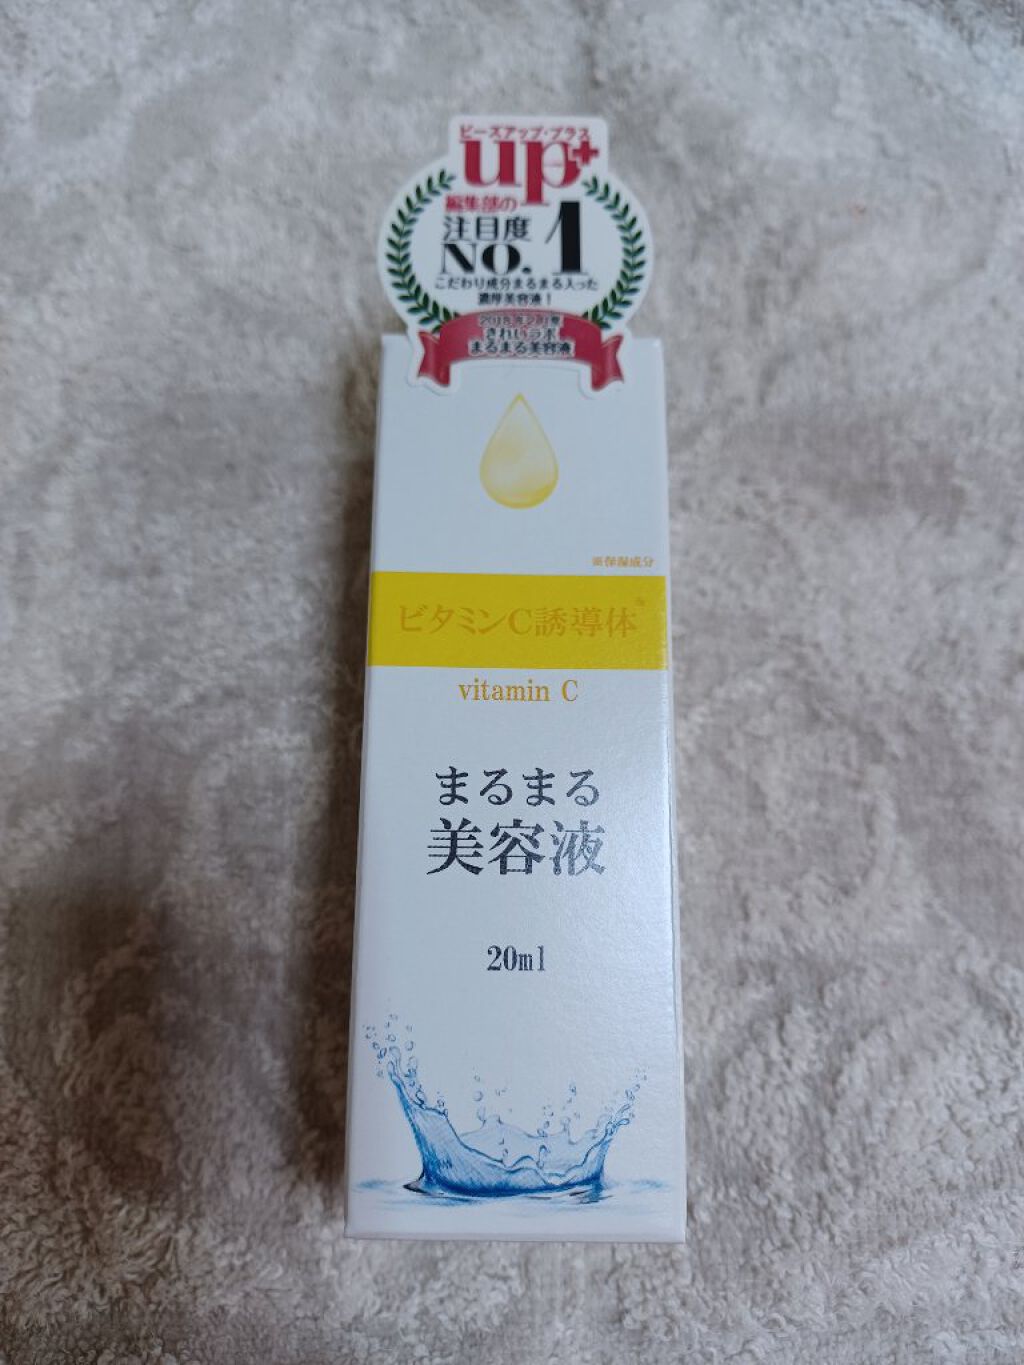 ピースアップ・プラス
up+
編集部の
注目度
NO. 1
こだわり成分まるまる入った
濃厚美容液！
きれいラボ
まるまる美容液
※保湿成分
ビタミンC誘導体※
vitamin C
まるまる
美容液
20ml